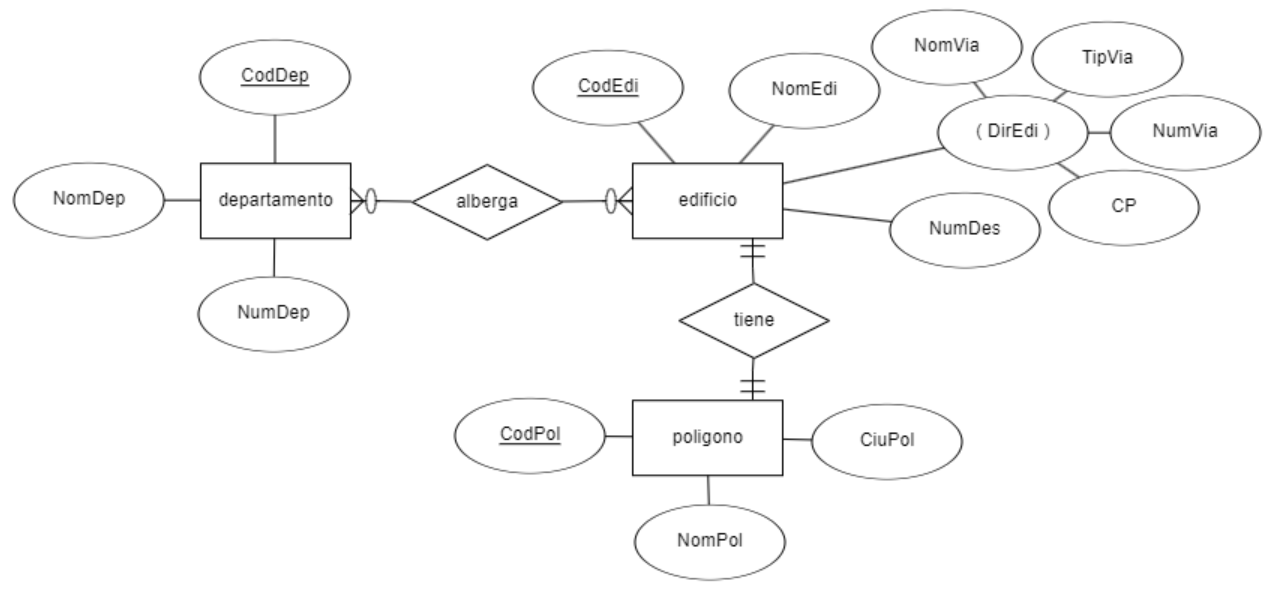 NomVia
TipVia
CodDep
CodEdi
NomEdi
( DirEdi )
NumVia
NomDep
departamento
alberga
edificio
CP
NumDes
NumDep
tiene
CodPol
poligono
CiuPol
NomPol